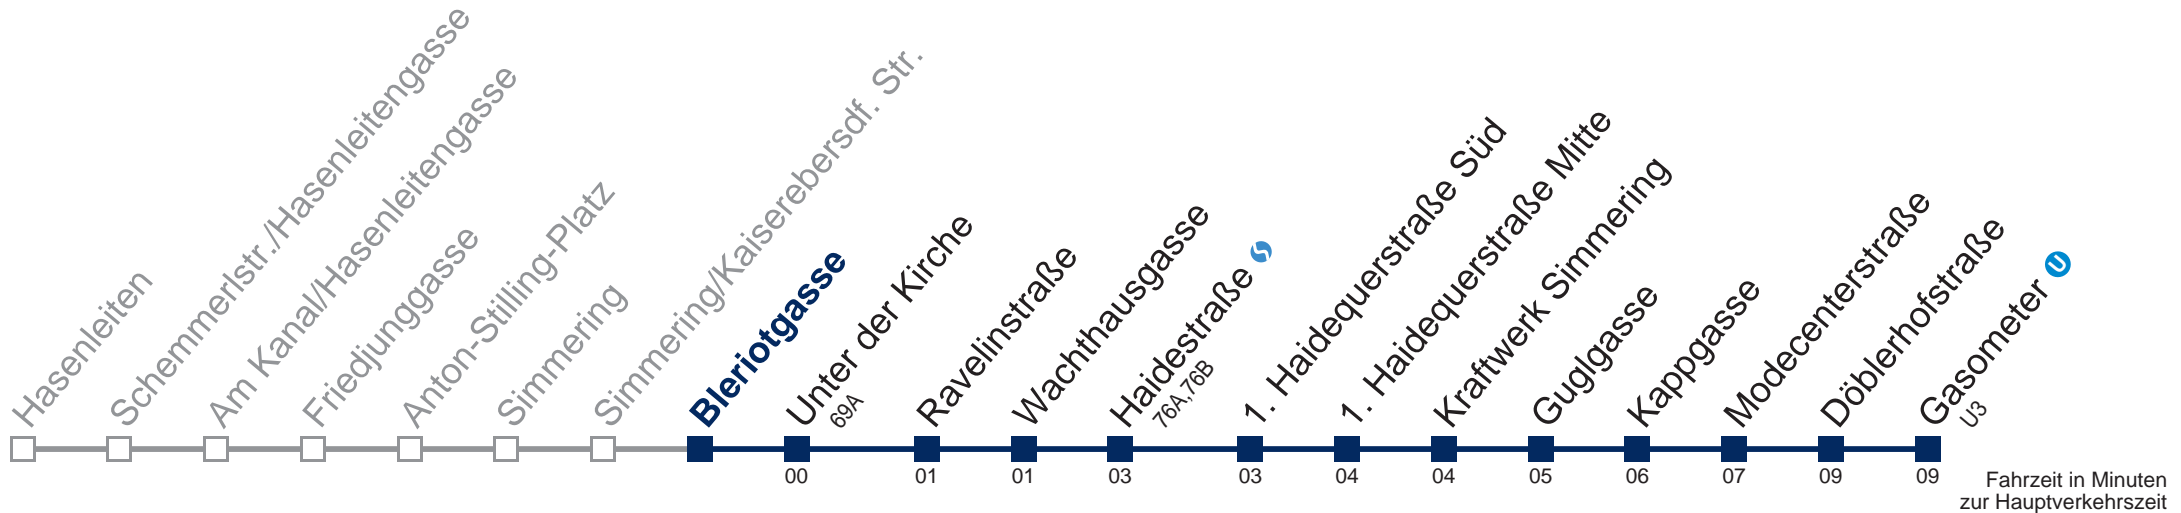 Hasenleiten
Schemmerlstr./Hasenleitengasse
Am Kanal/Hasenleitengasse
Friedjunggasse
Anton-Stilling-Platz
Simmering
Simmering/Kaiserebersdf. Str.
Bleriotgasse
Unter der Kirche
69A
Ravelinstraße
Wachthausgasse
Haidestraße S
76A,76B
1. Haidequerstraße Süd
1. Haidequerstraße Mitte
Kraftwerk Simmering
Guglgasse
Kappgasse
Modecenterstraße
Döblerhofstraße
Gasometer U
U3
00 01 01 03 03 04 04 05 06 07 09 09
Fahrzeit in Minuten
zur Hauptverkehrszeit